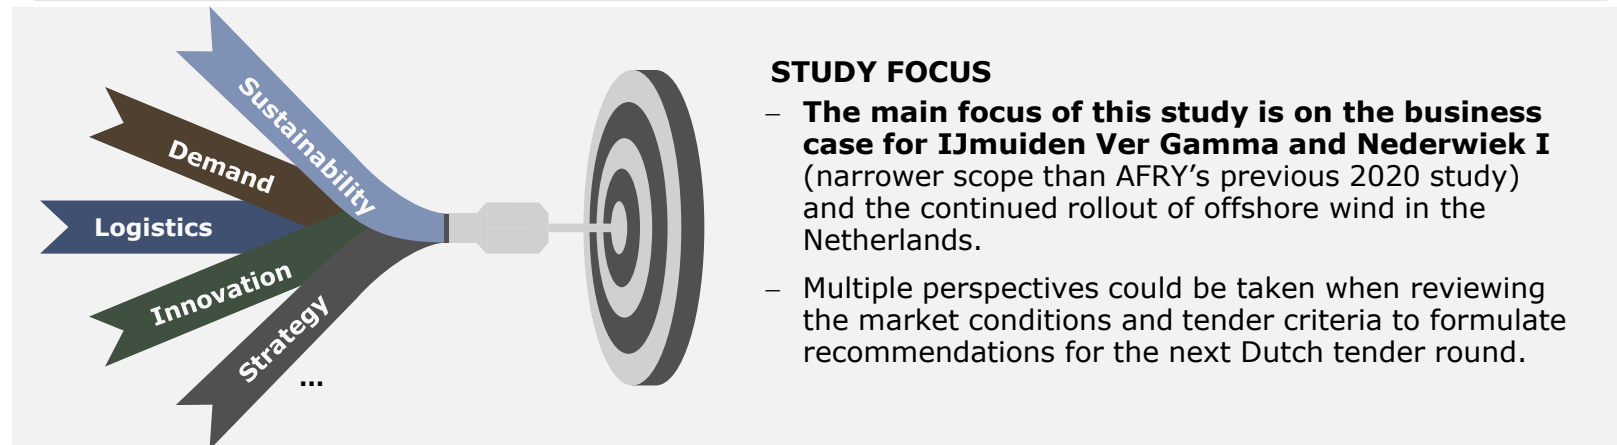 Sustainability
Demand
Logistics
Innovation
Strategy
...
STUDY FOCUS
– The main focus of this study is on the business
case for IJmuiden Ver Gamma and Nederwiek I
(narrower scope than AFRY’s previous 2020 study)
and the continued rollout of offshore wind in the
Netherlands.
– Multiple perspectives could be taken when reviewing
the market conditions and tender criteria to formulate
recommendations for the next Dutch tender round.